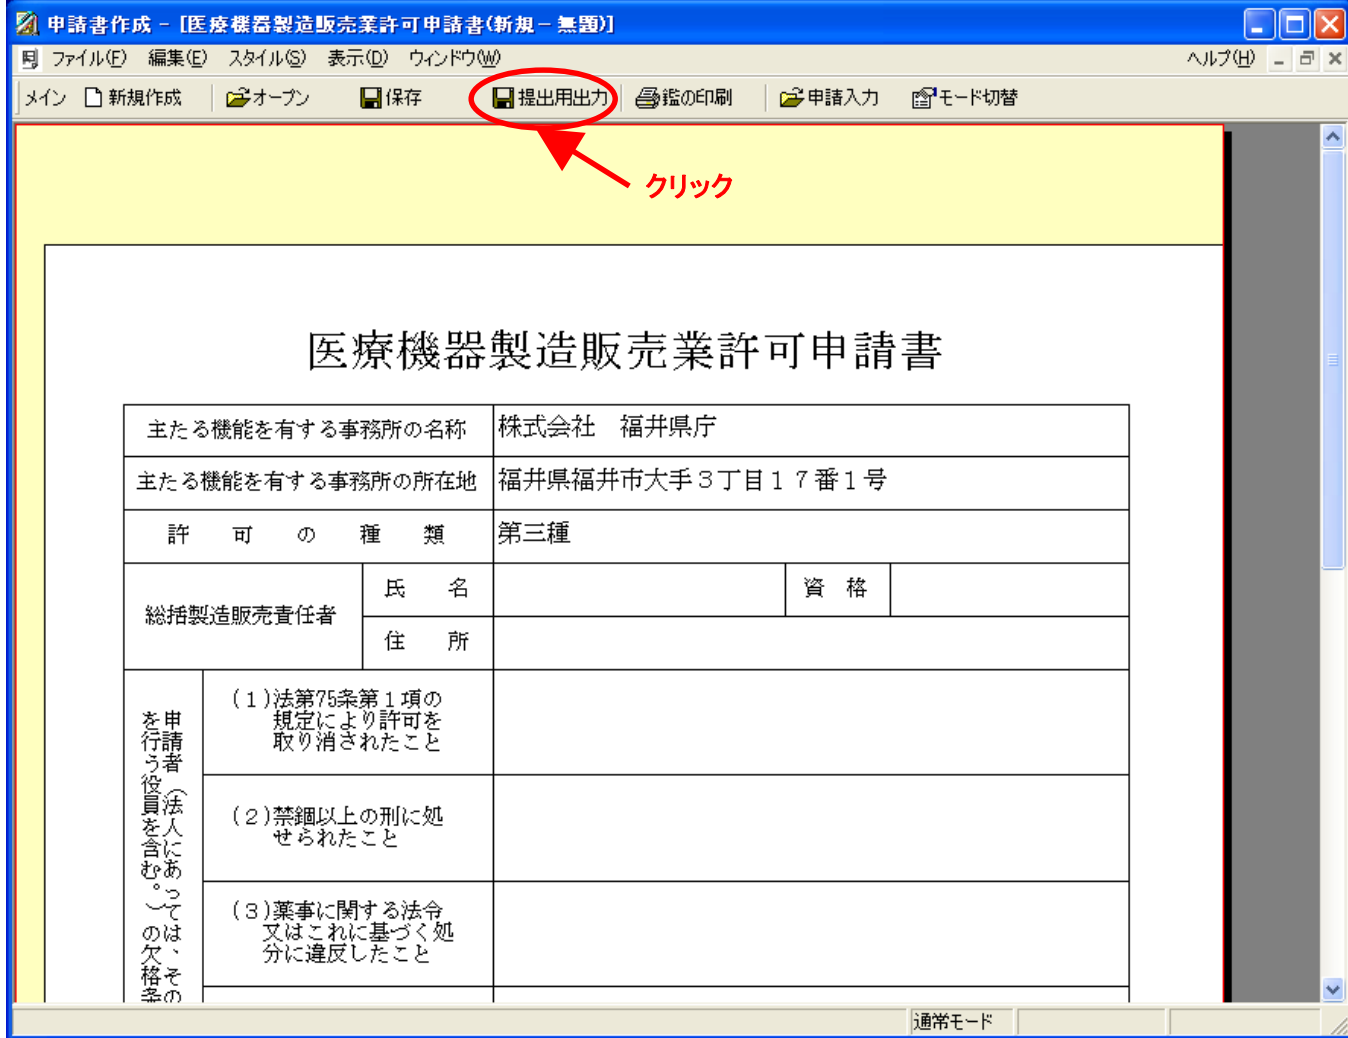 申請書作成 - [医療機器製造販売業許可申請書(新規－無題)]
ファイル(F) 編集(E) スタイル(S) 表示(D) ウィンドウ(W) ヘルプ(H)
メイン 新規作成 オープン 保存 提出用出力 鑑の印刷 申請入力 モード切替
クリック
医療機器製造販売業許可申請書
主たる機能を有する事務所の名称 株式会社　福井県庁
主たる機能を有する事務所の所在地 福井県福井市大手３丁目１７番１号
許可の種類 第三種
総括製造販売責任者 氏名 資格
住所
申請者（法人にあっては、その
を行う役員を含む。）の欠格条
(1)法第75条第１項の
規定により許可を
取り消されたこと
(2)禁錮以上の刑に処
せられたこと
(3)薬事に関する法令
又はこれに基づく処
分に違反したこと
通常モード